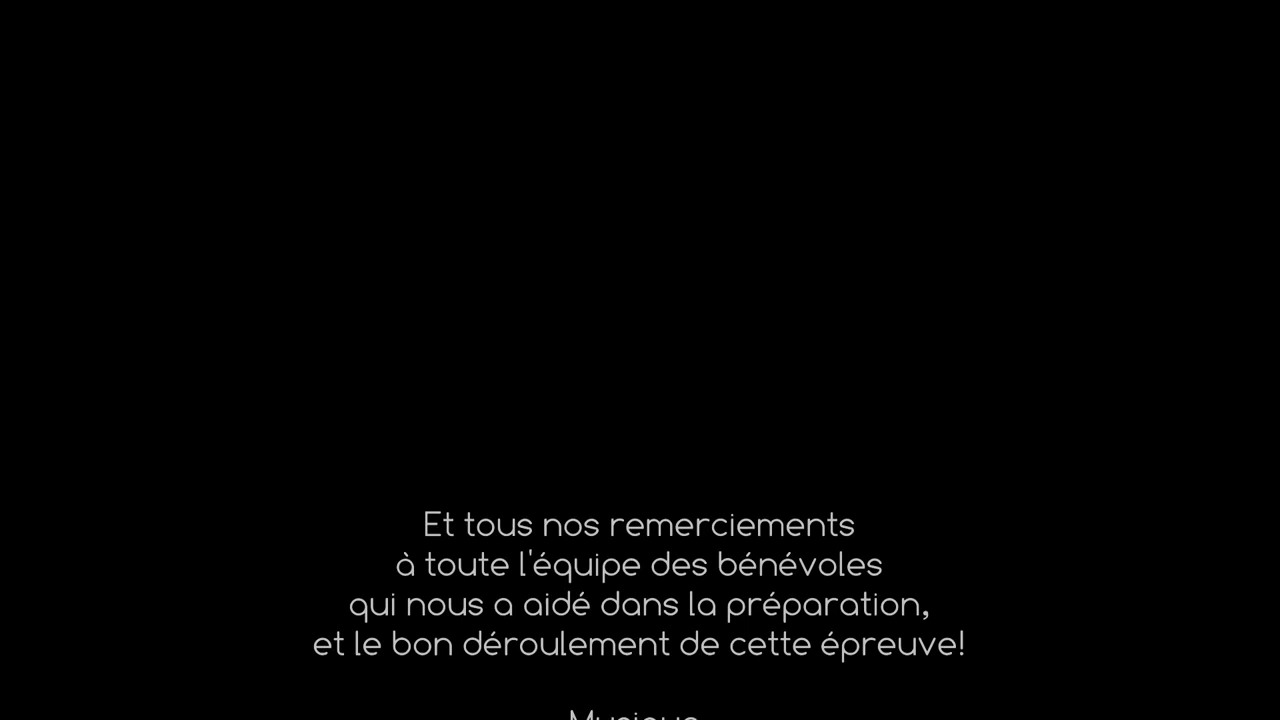 Et tous nos remerciements
à toute l'équipe des bénévoles
qui nous a aidé dans la préparation,
et le bon déroulement de cette épreuve!
Musique